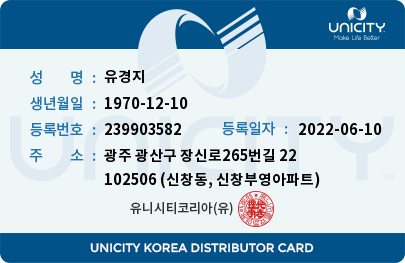 UNICITY
Make Life Better
성 명 : 유경지
생년월일 : 1970-12-10
등록번호 : 239903582 등록일자 : 2022-06-10
주 소 : 광주 광산구 장신로265번길 22
102506 (신창동, 신창부영아파트)
UNICITY
TM
유니시티코리아(유)
UNICITY KOREA DISTRIBUTOR CARD